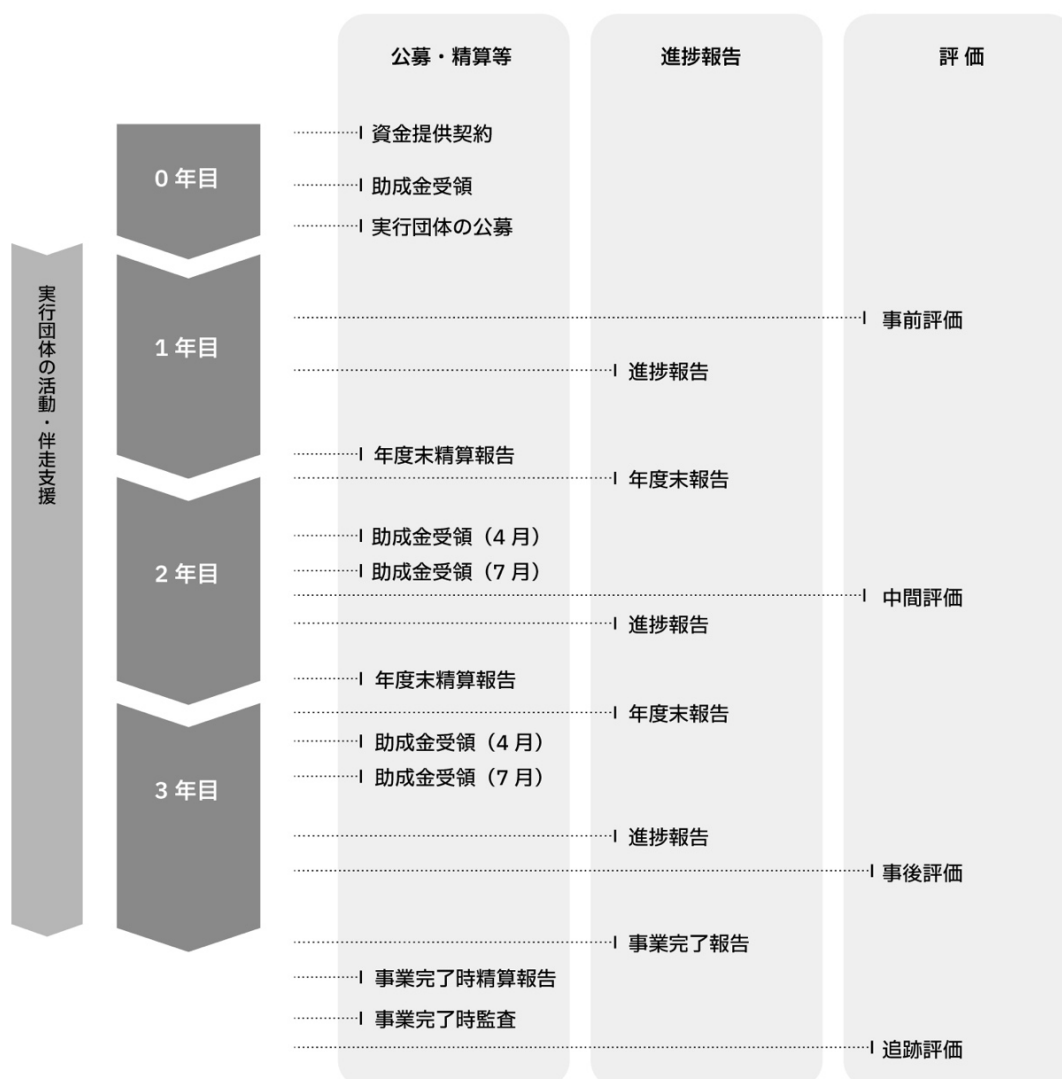 公募・精算等
進捗報告
評 価
0 年目
資金提供契約
助成金受領
実行団体の公募
実行団体の活動・伴走支援
1 年目
事前評価
進捗報告
年度末精算報告
年度末報告
2 年目
助成金受領（4 月）
助成金受領（7 月）
中間評価
進捗報告
年度末精算報告
年度末報告
3 年目
助成金受領（4 月）
助成金受領（7 月）
進捗報告
事後評価
事業完了報告
事業完了時精算報告
事業完了時監査
追跡評価